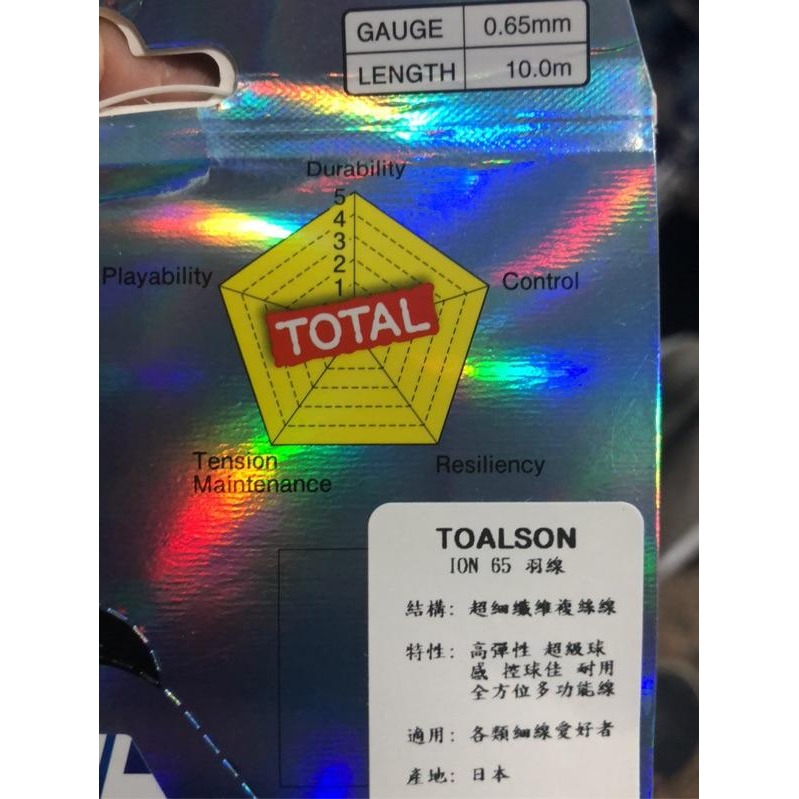 GAUGE 0.65mm
LENGTH 10.0m
Durability
5
4
3
2
1
Playability
Control
TOTAL
Tension
Maintenance
Resiliency
TOALSON
ION 65 羽線
結構: 超細纖維複絲線
特性: 高彈性 超級球
感 控球佳 耐用
全方位多功能線
適用: 各類細線愛好者
產地: 日本